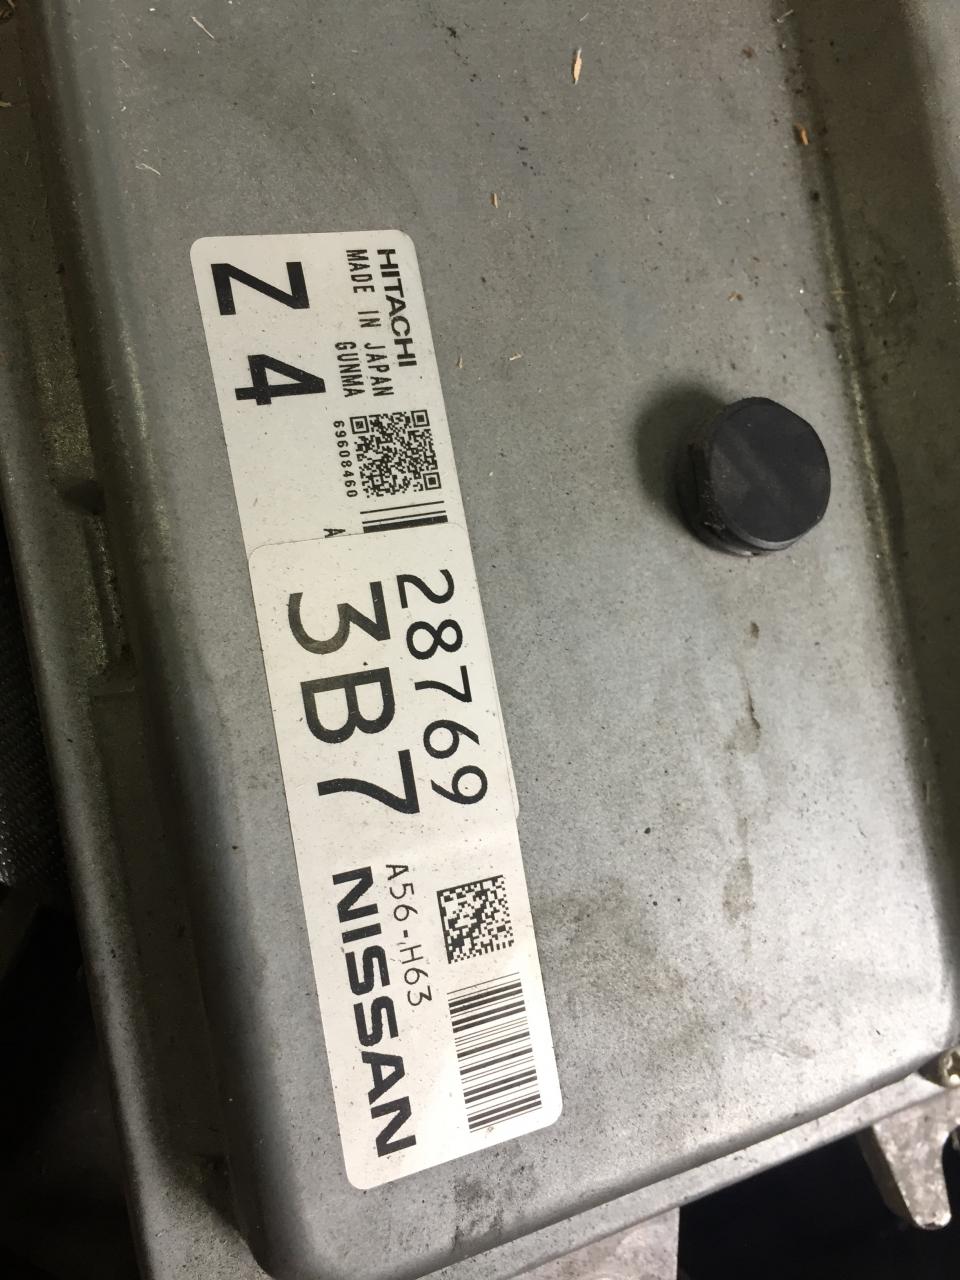 HITACHI
MADE IN JAPAN
GUNMA
69608460
Z 4
A
28769
3B7
A56-H63
NISSAN